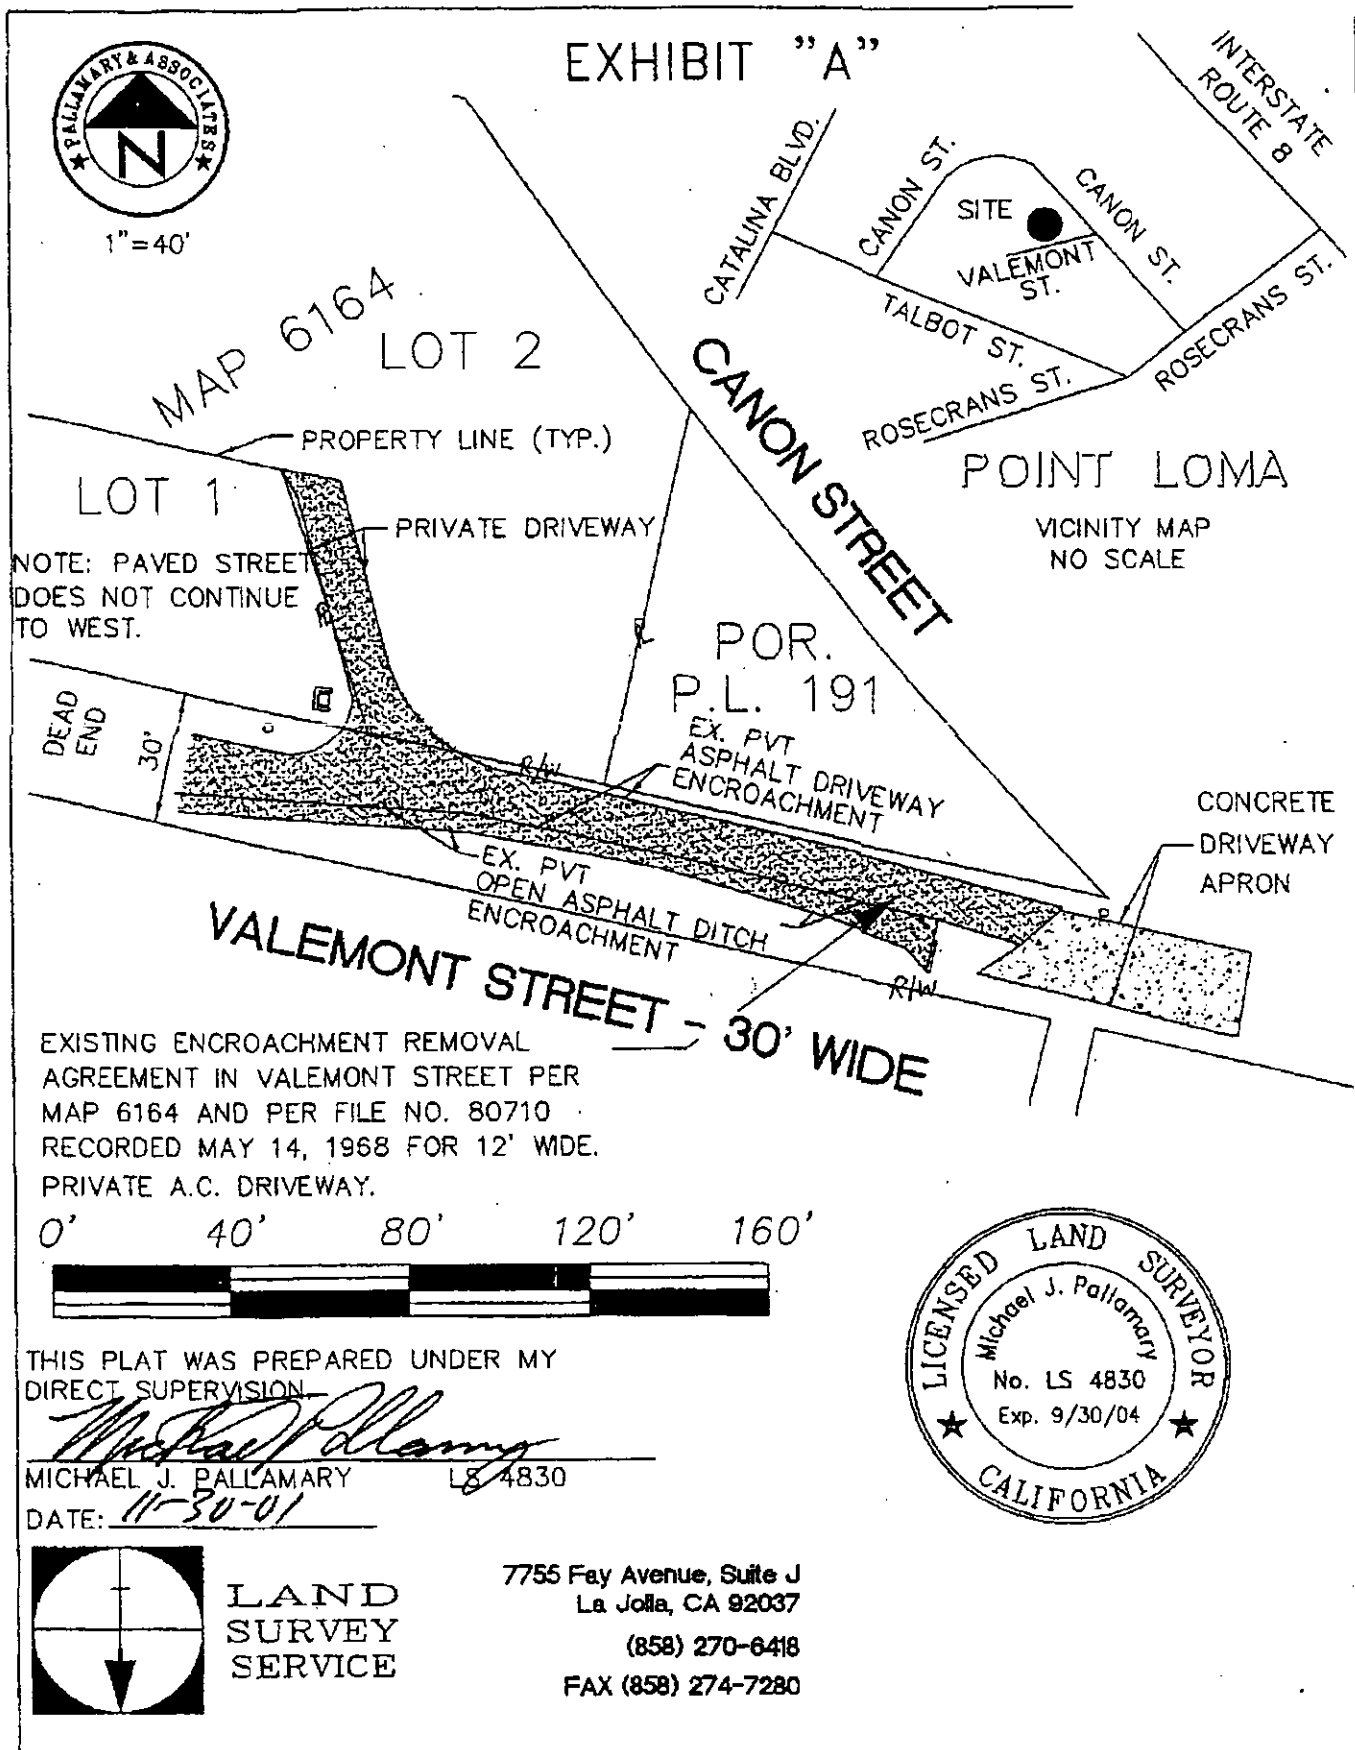 EXHIBIT "A"
PALLAMARY & ASSOCIATES
N
1"=40'
INTERSTATE
ROUTE 8
CATALINA BLVD.
CANON ST.
SITE
CANON ST.
VALEMONT
ST.
TALBOT ST.
ROSECRANS ST.
ROSECRANS ST.
POINT LOMA
VICINITY MAP
NO SCALE
MAP 6164
LOT 2
CANON STREET
PROPERTY LINE (TYP.)
LOT 1
PRIVATE DRIVEWAY
NOTE: PAVED STREET
DOES NOT CONTINUE
TO WEST.
POR.
P.L. 191
DEAD
END
30'
R/W
EX. PVT
ASPHALT DRIVEWAY
ENCROACHMENT
CONCRETE
DRIVEWAY
APRON
EX. PVT
OPEN ASPHALT DITCH
ENCROACHMENT
R/W
VALEMONT STREET - 30' WIDE
EXISTING ENCROACHMENT REMOVAL
AGREEMENT IN VALEMONT STREET PER
MAP 6164 AND PER FILE NO. 80710
RECORDED MAY 14, 1968 FOR 12' WIDE.
PRIVATE A.C. DRIVEWAY.
0' 40' 80' 120' 160'
THIS PLAT WAS PREPARED UNDER MY
DIRECT SUPERVISION
Michael J Pallamary
MICHAEL J. PALLAMARY LS 4830
DATE: 11-30-01
LICENSED LAND SURVEYOR
Michael J. Pallamary
No. LS 4830
Exp. 9/30/04
CALIFORNIA
LAND
SURVEY
SERVICE
7755 Fay Avenue, Suite J
La Jolla, CA 92037
(858) 270-6418
FAX (858) 274-7280